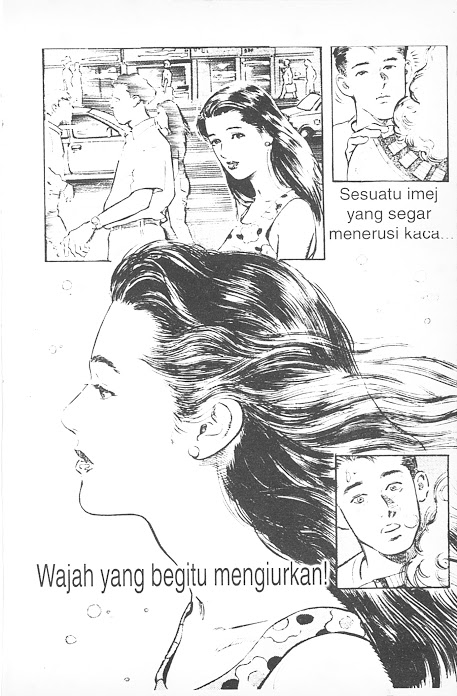 Sesuatu imej
yang segar
menerusi kaca...
Wajah yang begitu mengiurkan!